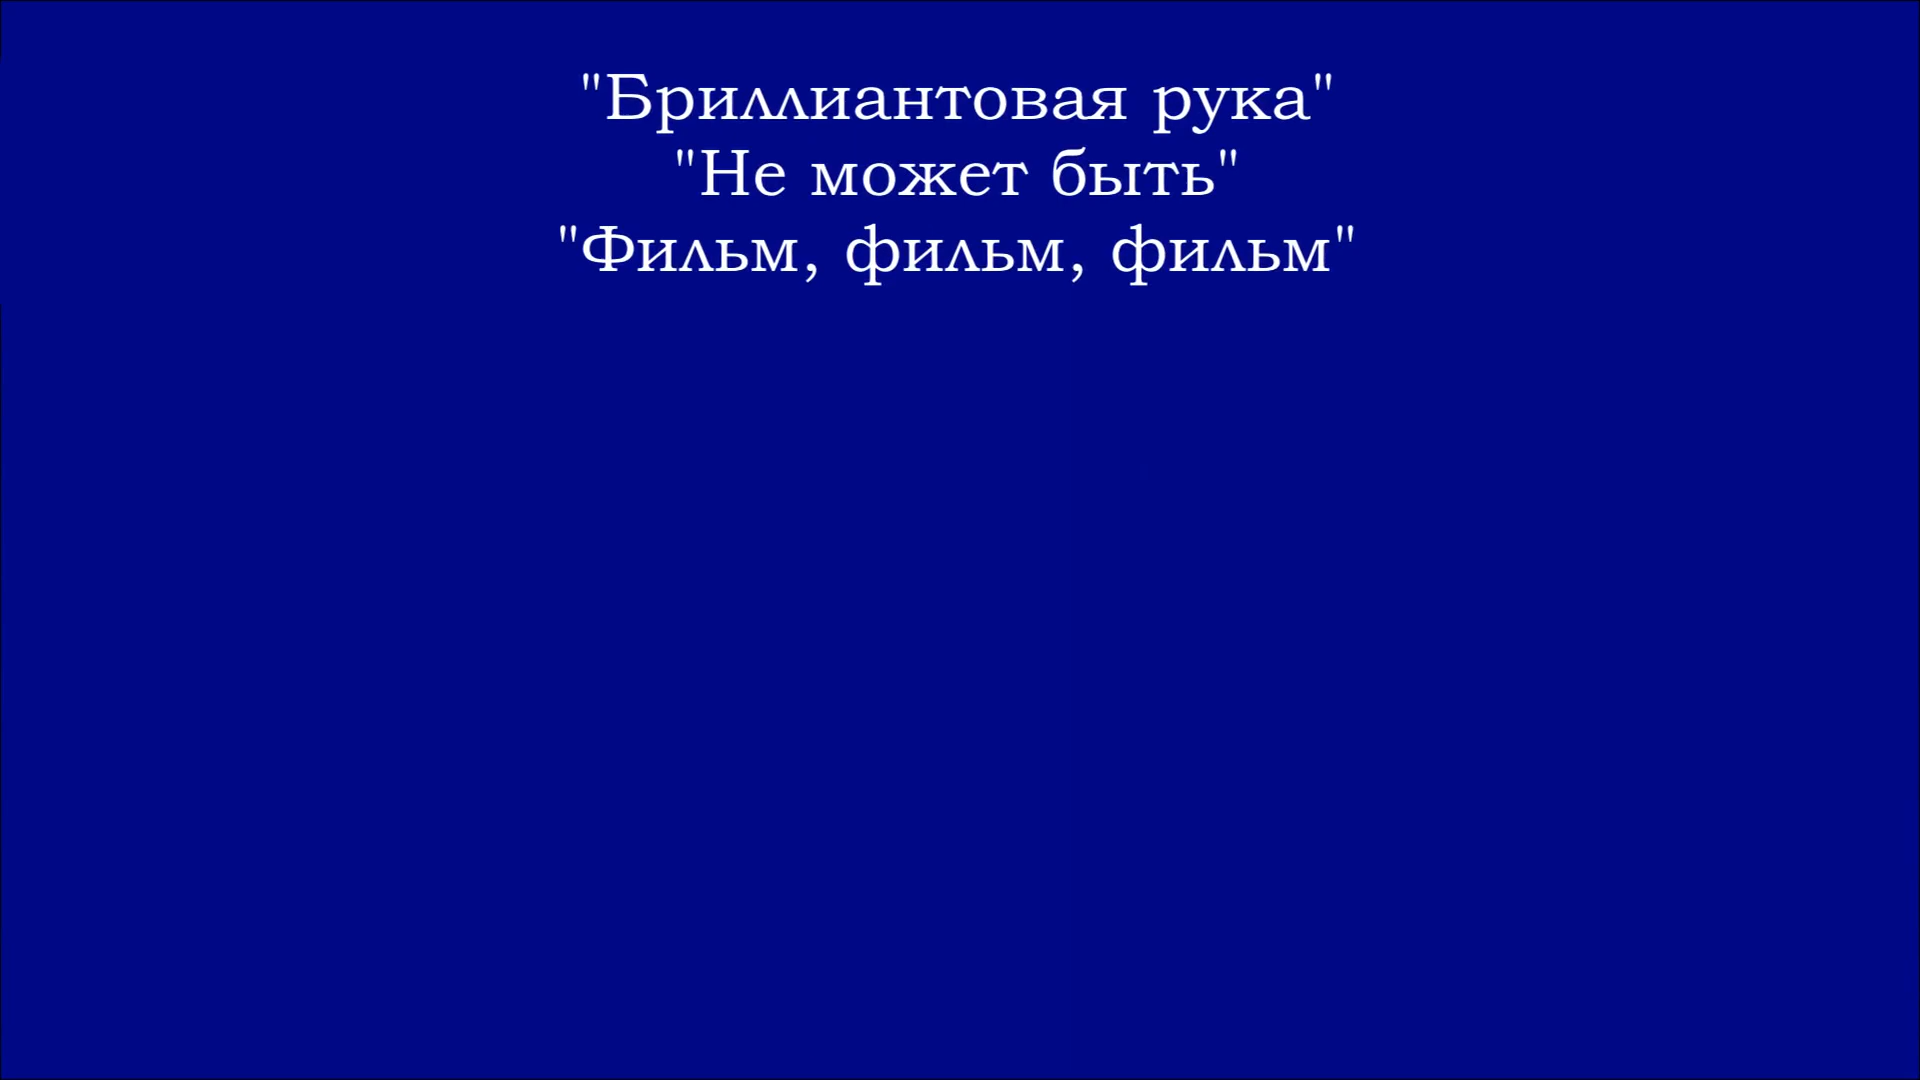 "Бриллиантовая рука"
"Не может быть"
"Фильм, фильм, фильм"